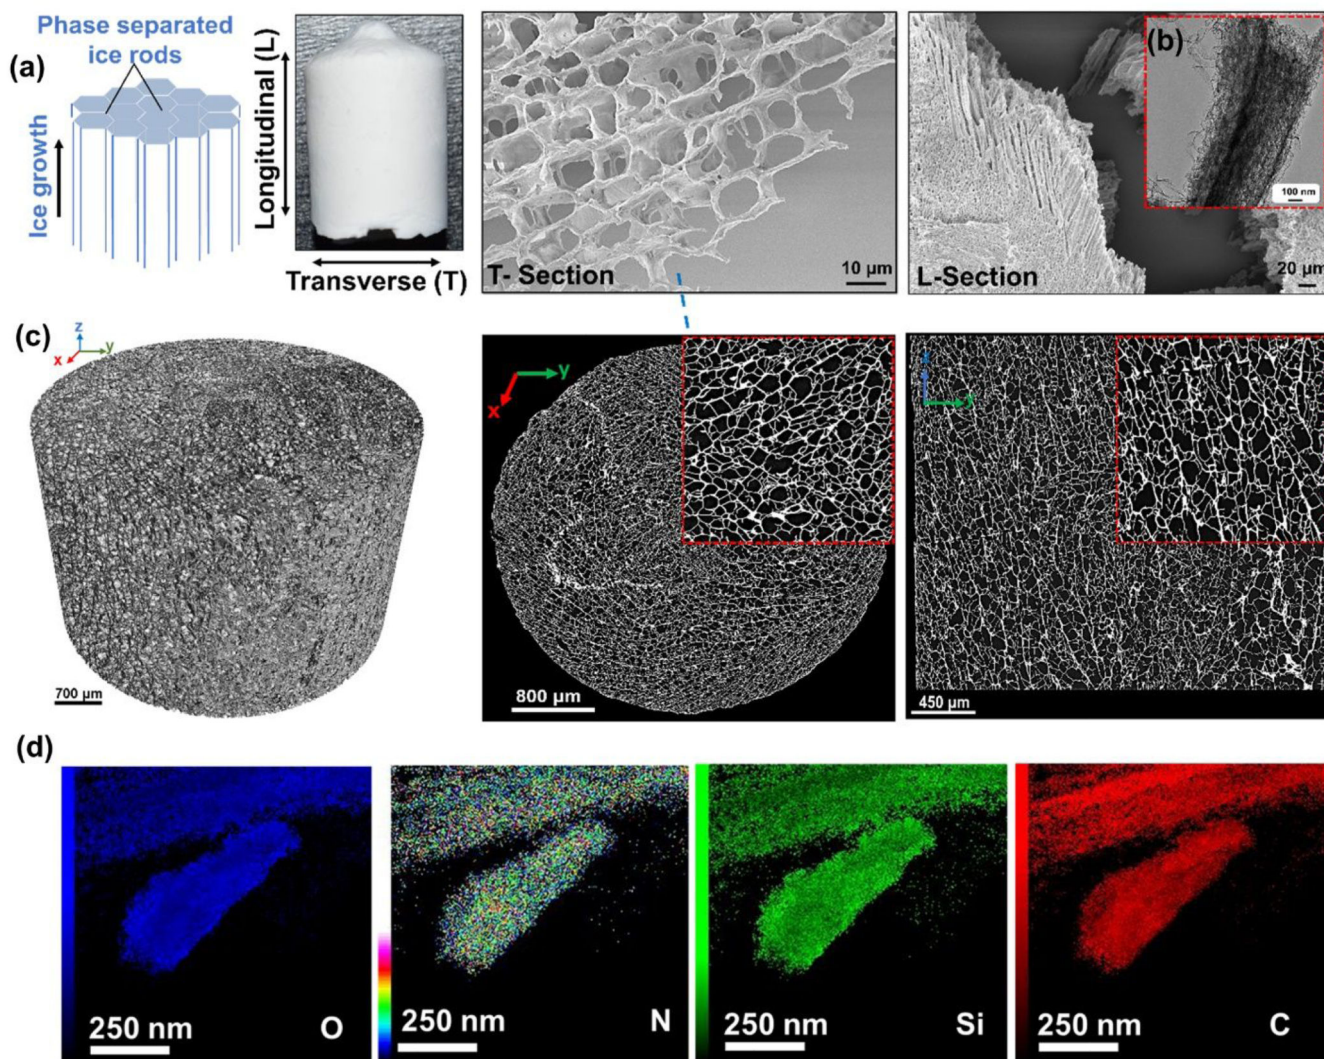 (a)
Phase separated
ice rods
Ice growth
Longitudinal (L)
Transverse (T)
T- Section
10 µm
(b)
100 nm
L-Section
20 µm
(c)
z
y
x
700 µm
y
x
800 µm
z
y
450 µm
(d)
250 nm
O
250 nm
N
250 nm
Si
250 nm
C